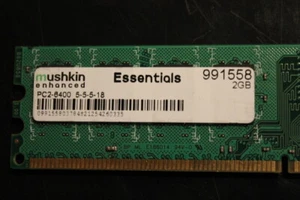 mushkin Essentials 991558
enhanced 2GB
PC2-6400 5-5-5-18